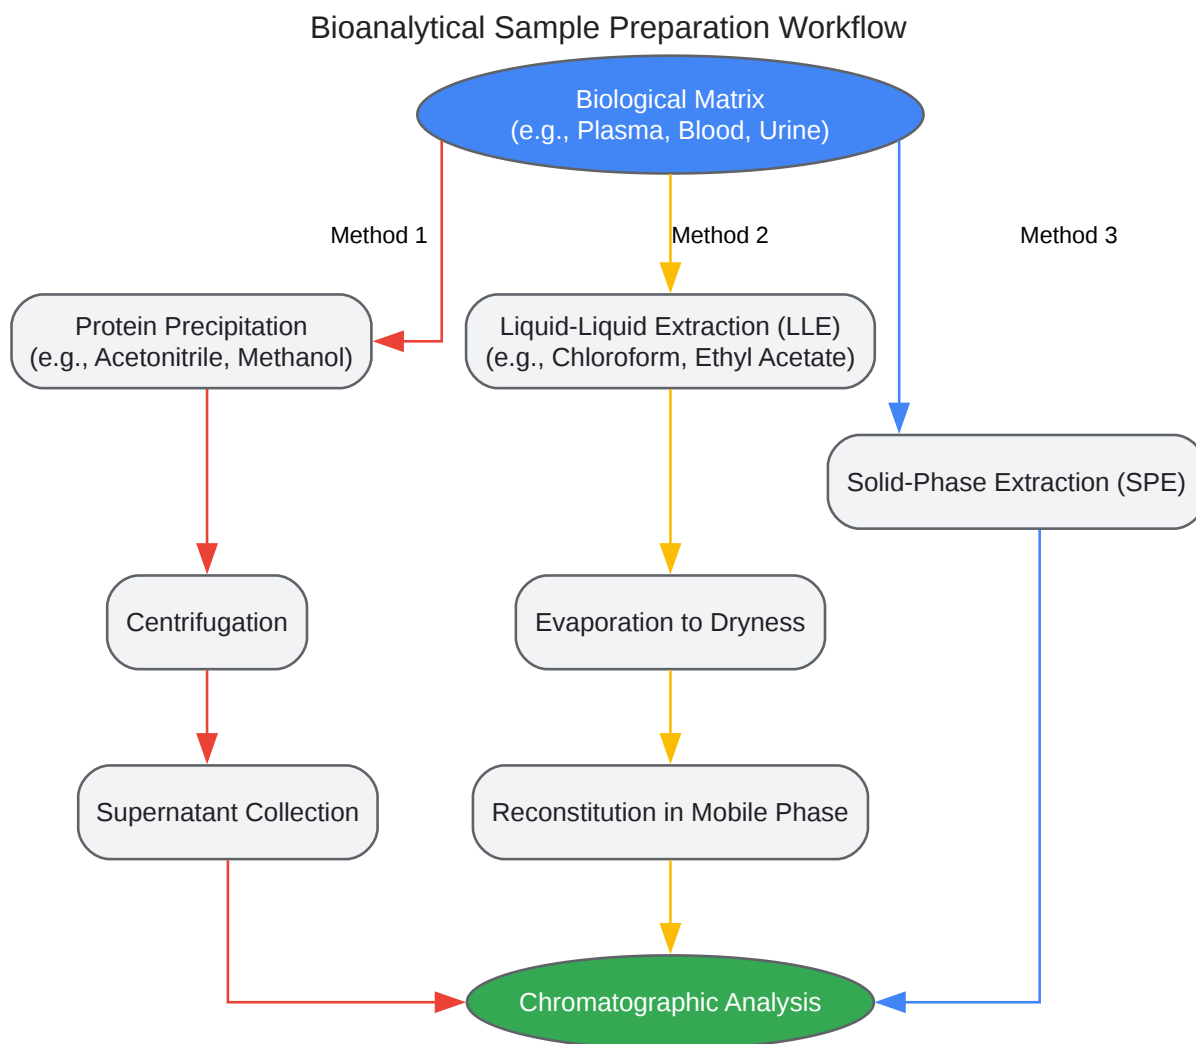 Bioanalytical Sample Preparation Workflow
Biological Matrix
(e.g., Plasma, Blood, Urine)
Method 1
Method 2
Method 3
Protein Precipitation
(e.g., Acetonitrile, Methanol)
Liquid-Liquid Extraction (LLE)
(e.g., Chloroform, Ethyl Acetate)
Solid-Phase Extraction (SPE)
Centrifugation
Evaporation to Dryness
Supernatant Collection
Reconstitution in Mobile Phase
Chromatographic Analysis